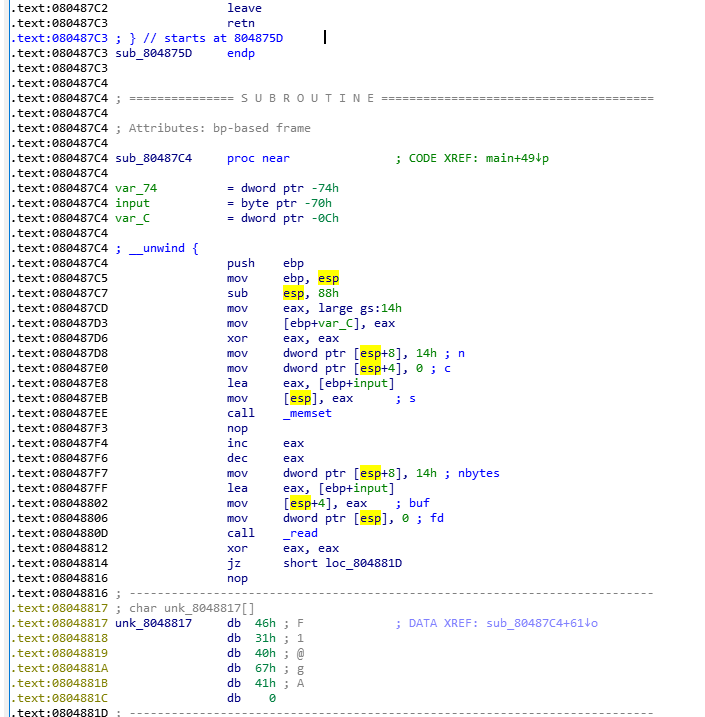 .text:080487C2 leave
.text:080487C3 retn
.text:080487C3 ; } // starts at 804875D
.text:080487C3 sub_804875D endp
.text:080487C3
.text:080487C4
.text:080487C4 ; =============== S U B R O U T I N E =======================================
.text:080487C4
.text:080487C4 ; Attributes: bp-based frame
.text:080487C4
.text:080487C4 sub_80487C4 proc near ; CODE XREF: main+49↓p
.text:080487C4
.text:080487C4 var_74 = dword ptr -74h
.text:080487C4 input = byte ptr -70h
.text:080487C4 var_C = dword ptr -0Ch
.text:080487C4
.text:080487C4 ; __unwind {
.text:080487C4 push ebp
.text:080487C5 mov ebp, esp
.text:080487C7 sub esp, 88h
.text:080487CD mov eax, large gs:14h
.text:080487D3 mov [ebp+var_C], eax
.text:080487D6 xor eax, eax
.text:080487D8 mov dword ptr [esp+8], 14h ; n
.text:080487E0 mov dword ptr [esp+4], 0 ; c
.text:080487E8 lea eax, [ebp+input]
.text:080487EB mov [esp], eax ; s
.text:080487EE call _memset
.text:080487F3 nop
.text:080487F4 inc eax
.text:080487F6 dec eax
.text:080487F7 mov dword ptr [esp+8], 14h ; nbytes
.text:080487FF lea eax, [ebp+input]
.text:08048802 mov [esp+4], eax ; buf
.text:08048806 mov dword ptr [esp], 0 ; fd
.text:0804880D call _read
.text:08048812 xor eax, eax
.text:08048814 jz short loc_804881D
.text:08048816 nop
.text:08048816 ; ---------------------------------------------------------------------------
.text:08048817 ; char unk_8048817[]
.text:08048817 unk_8048817 db 46h ; F ; DATA XREF: sub_80487C4+61↓o
.text:08048818 db 31h ; 1
.text:08048819 db 40h ; @
.text:0804881A db 67h ; g
.text:0804881B db 41h ; A
.text:0804881C db 0
.text:0804881D ; ---------------------------------------------------------------------------